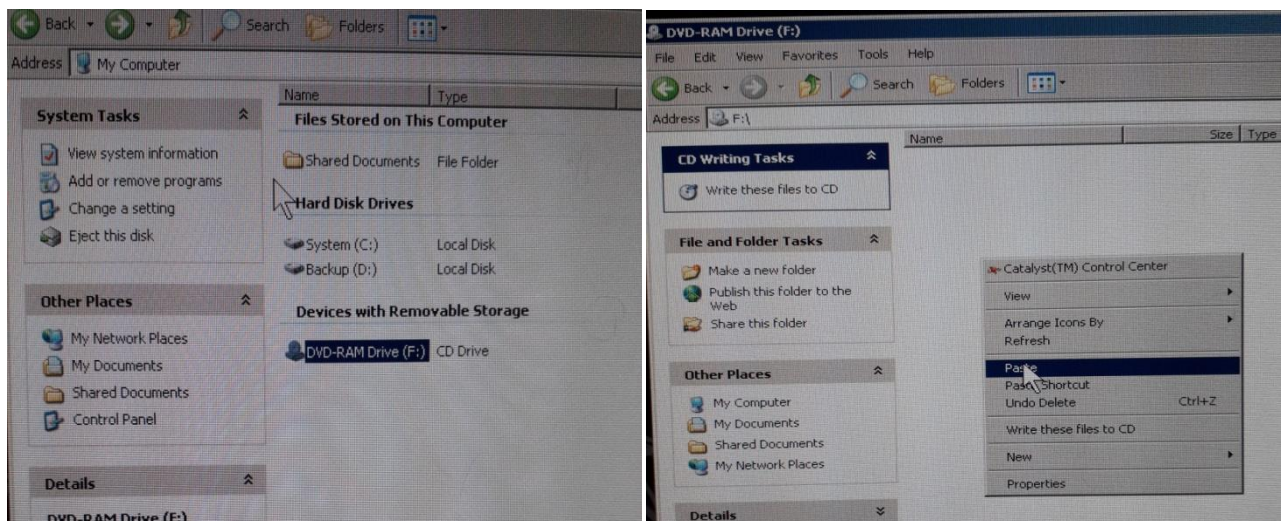 Back Search Folders
Address My Computer
System Tasks
View system information
Add or remove programs
Change a setting
Eject this disk
Other Places
My Network Places
My Documents
Shared Documents
Control Panel
Details
DVD-RAM Drive (F:)
Name Type
Files Stored on This Computer
Shared Documents File Folder
Hard Disk Drives
System (C:) Local Disk
Backup (D:) Local Disk
Devices with Removable Storage
DVD-RAM Drive (F:) CD Drive
DVD-RAM Drive (F:)
File Edit View Favorites Tools Help
Back Search Folders
Address F:\
CD Writing Tasks
Write these files to CD
File and Folder Tasks
Make a new folder
Publish this folder to the
Web
Share this folder
Other Places
My Computer
My Documents
Shared Documents
My Network Places
Details
Name Size Type
Catalyst(TM) Control Center
View
Arrange Icons By
Refresh
Paste
Paste Shortcut
Undo Delete Ctrl+Z
Write these files to CD
New
Properties